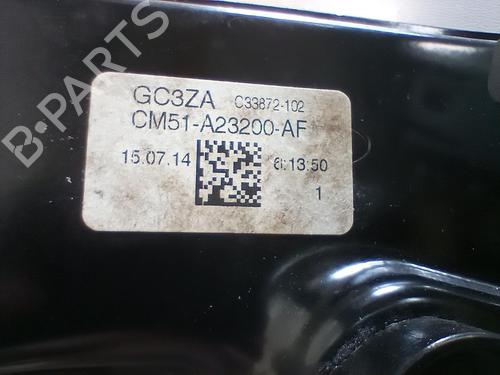 B-PARTS
GC3ZA C33872-102
CM51-A23200-AF
15.07.14 6:13:50
1